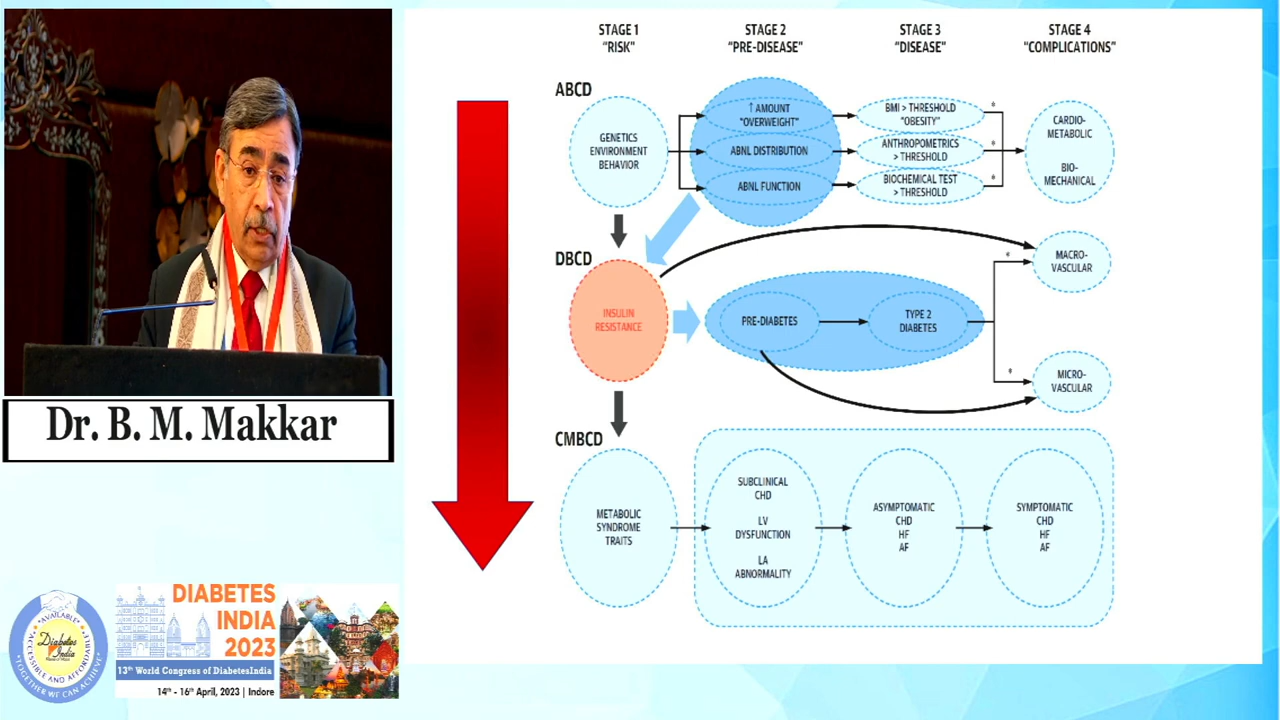 STAGE 1
"RISK"
STAGE 2
"PRE-DISEASE"
STAGE 3
"DISEASE"
STAGE 4
"COMPLICATIONS"
ABCD
GENETICS
ENVIRONMENT
BEHAVIOR
↑ AMOUNT
"OVERWEIGHT"
ABNL DISTRIBUTION
ABNL FUNCTION
BMI > THRESHOLD
"OBESITY"
ANTHROPOMETRICS
> THRESHOLD
BIOCHEMICAL TEST
> THRESHOLD
*
*
*
CARDIO-
METABOLIC
BIO-
MECHANICAL
DBCD
INSULIN
RESISTANCE
PRE-DIABETES
TYPE 2
DIABETES
*
*
MACRO-
VASCULAR
MICRO-
VASCULAR
CMBCD
METABOLIC
SYNDROME
TRAITS
SUBCLINICAL
CHD
LV
DYSFUNCTION
LA
ABNORMALITY
ASYMPTOMATIC
CHD
HF
AF
SYMPTOMATIC
CHD
HF
AF
Dr. B. M. Makkar
•AVAILABLE•
ACCESSIBLE AND AFFORDABLE
Diabetes
India
"TOGETHER WE CAN ACHIEVE"
DIABETES
INDIA
2023
13th World Congress of DiabetesIndia
14th - 16th April, 2023 | Indore